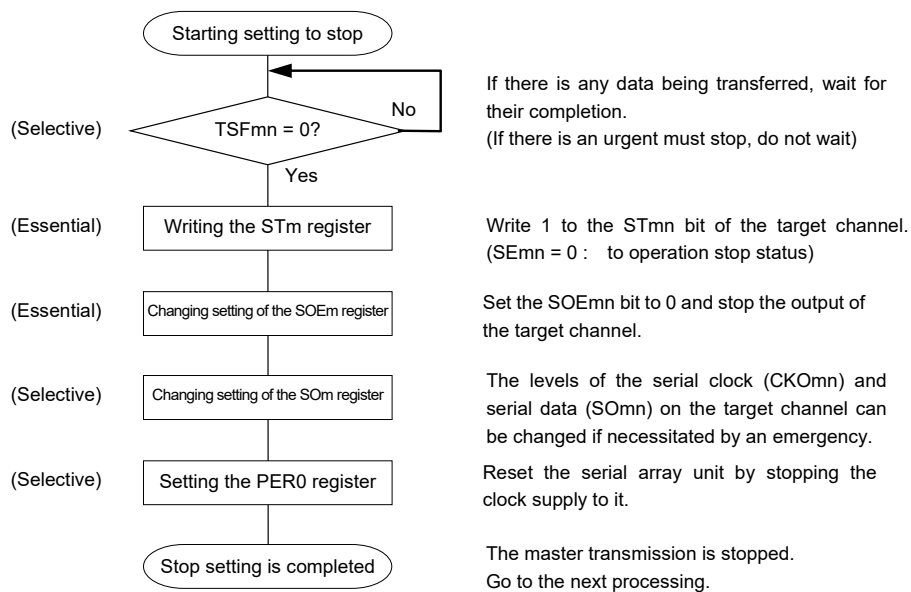 Starting setting to stop
No
(Selective)
TSFmn = 0?
If there is any data being transferred, wait for
their completion.
(If there is an urgent must stop, do not wait)
Yes
(Essential)
Writing the STm register
Write 1 to the STmn bit of the target channel.
(SEmn = 0 : to operation stop status)
(Essential)
Changing setting of the SOEm register
Set the SOEmn bit to 0 and stop the output of
the target channel.
(Selective)
Changing setting of the SOm register
The levels of the serial clock (CKOmn) and
serial data (SOmn) on the target channel can
be changed if necessitated by an emergency.
(Selective)
Setting the PER0 register
Reset the serial array unit by stopping the
clock supply to it.
Stop setting is completed
The master transmission is stopped.
Go to the next processing.